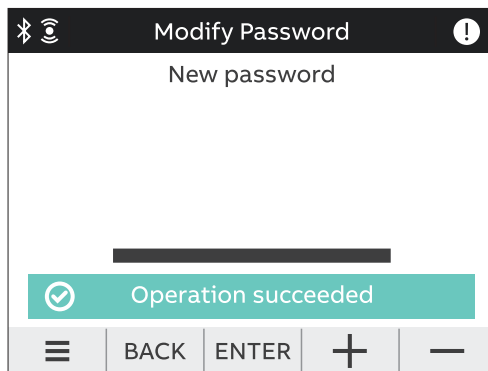 Modify Password
New password
Operation succeeded
BACK ENTER